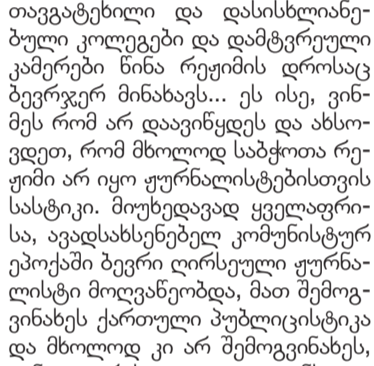 თავგატეხილი და დასისხლიანე-
ბული კოლეგები და დამტვრეული
კამერები წინა რეჟიმის დროსაც
ბევრჯერ მინახავს... ეს ისე, ვინ-
მეს რომ არ დაავიწყდეს და ახსო-
ვდეთ, რომ მხოლოდ საბჭოთა რე-
ჟიმი არ იყო ჟურნალისტებისთვის
სასტიკი. მიუხედავად ყველაფრი-
სა, ავადსახსენებელ კომუნისტურ
ეპოქაში ბევრი ღირსეული ჟურნა-
ლისტი მოღვაწეობდა, მათ შემოგ-
ვინახეს ქართული პუბლიცისტიკა
და მხოლოდ კი არ შემოგვინახეს,